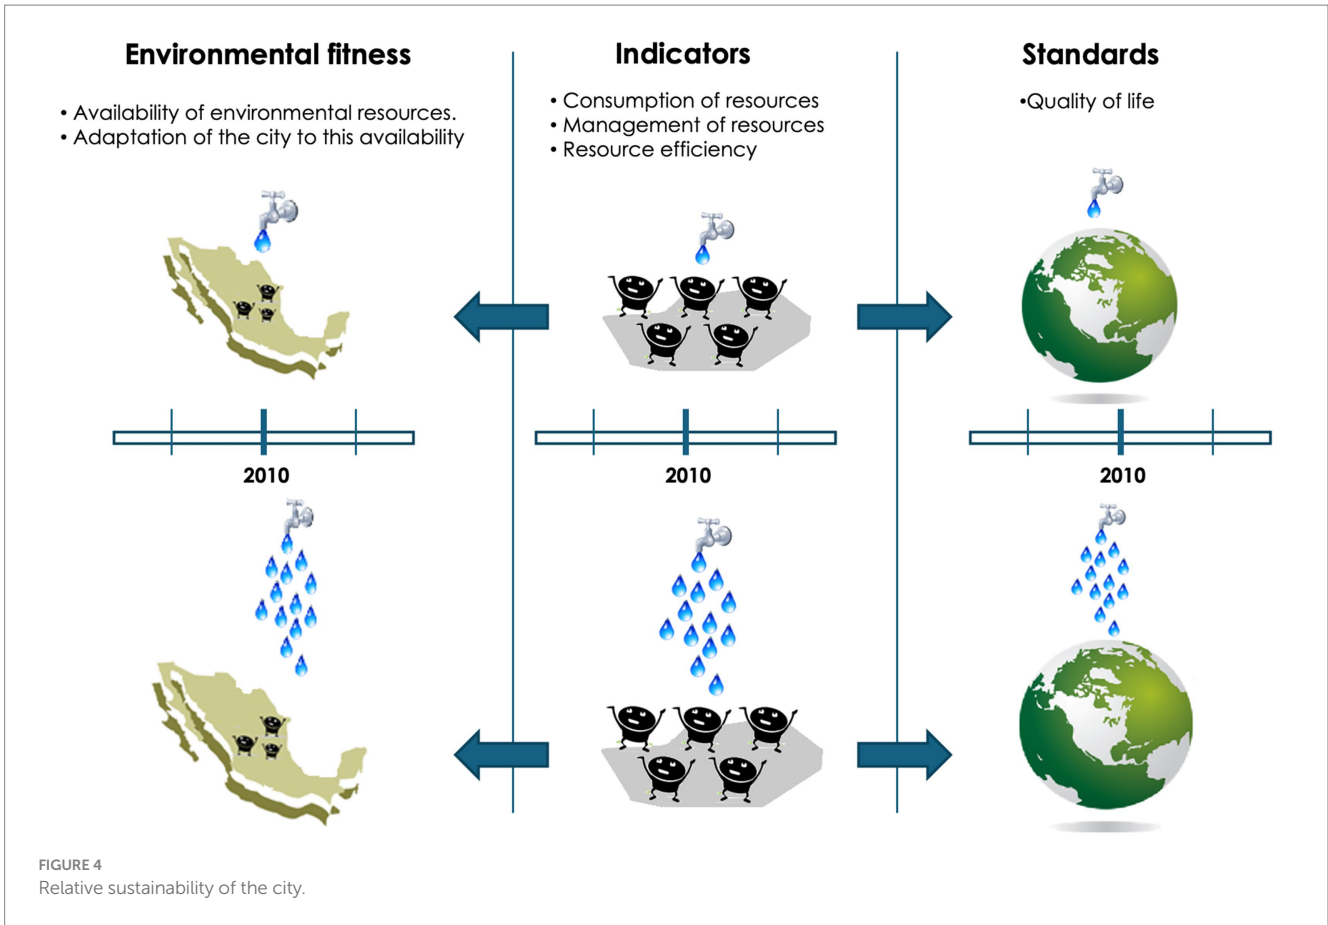 Environmental fitness
• Availability of environmental resources.
• Adaptation of the city to this availability
Indicators
• Consumption of resources
• Management of resources
• Resource efficiency
Standards
•Quality of life
2010
2010
2010
FIGURE 4
Relative sustainability of the city.